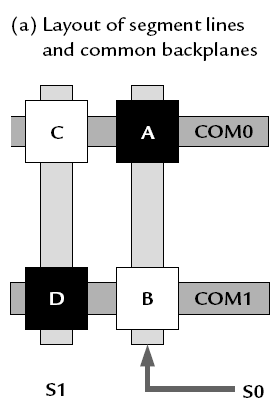 (a) Layout of segment lines
and common backplanes
C A COM0
D B COM1
S1 S0